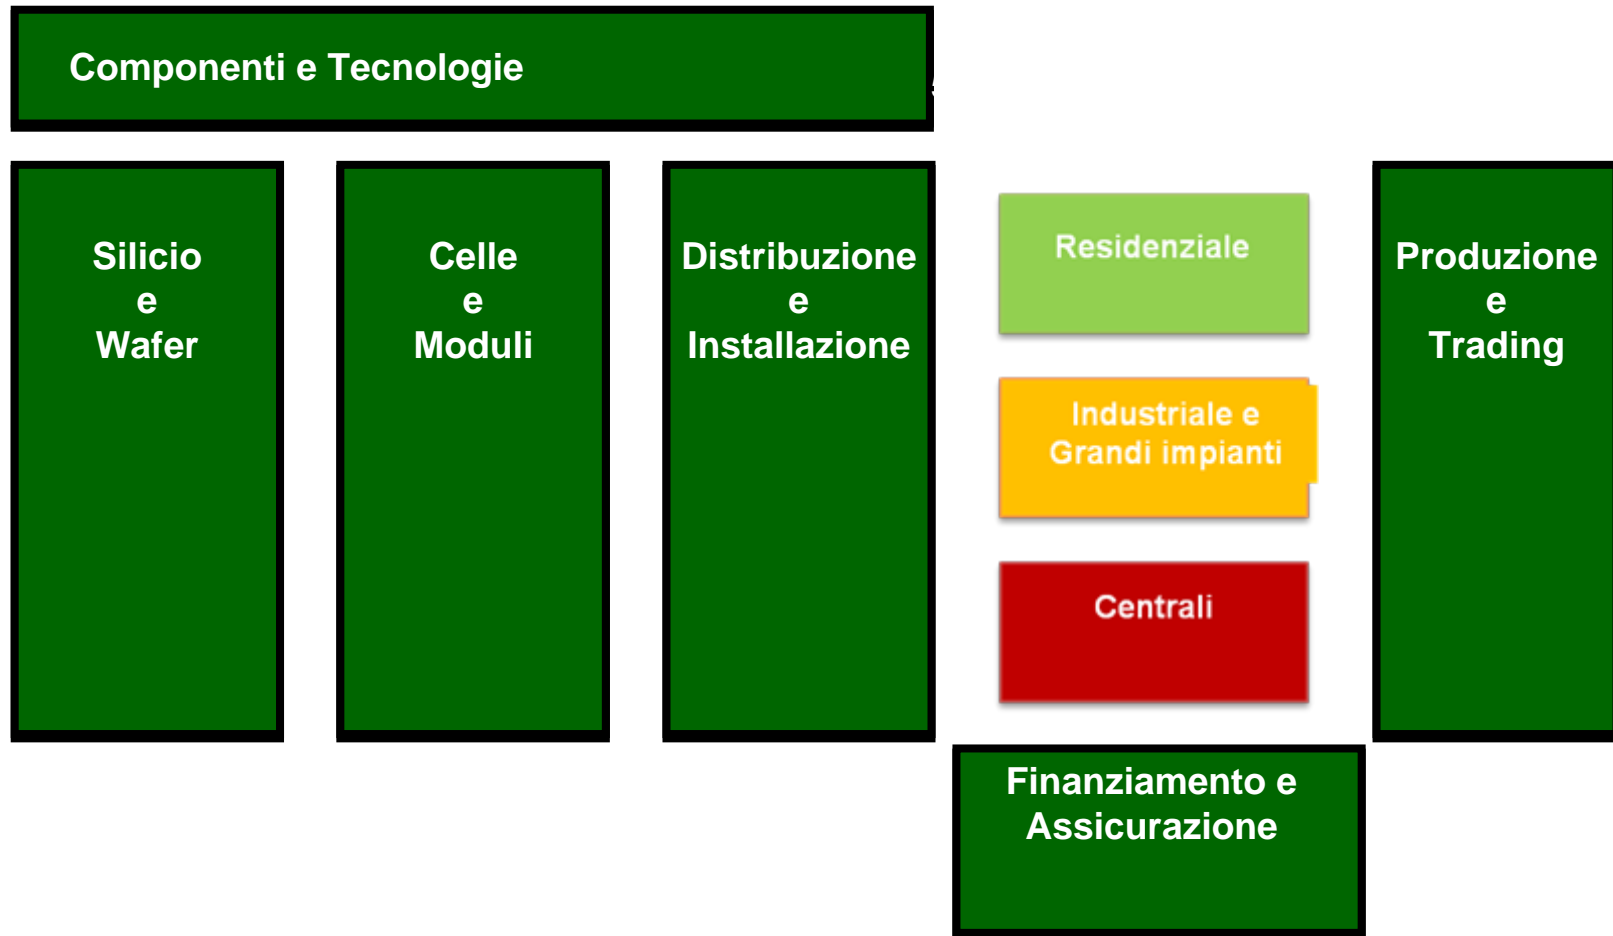 Componenti e Tecnologie
Silicio
e
Wafer
Celle
e
Moduli
Distribuzione
e
Installazione
Residenziale
Industriale e
Grandi impianti
Centrali
Produzione
e
Trading
Finanziamento e
Assicurazione